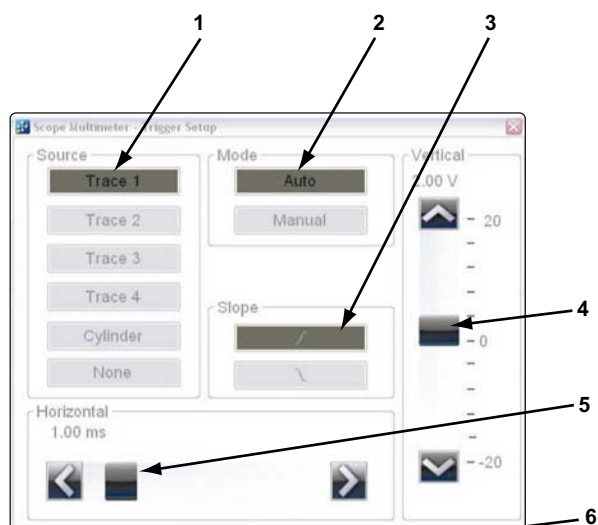 1 2 3
Scope Multimeter - Trigger Setup
Source Mode Vertical
Trace 1 Auto 2.00 V
Trace 2 Manual 20
Trace 3
Trace 4 Slope
4
Cylinder 0
None
Horizontal
5
1.00 ms
-20
6